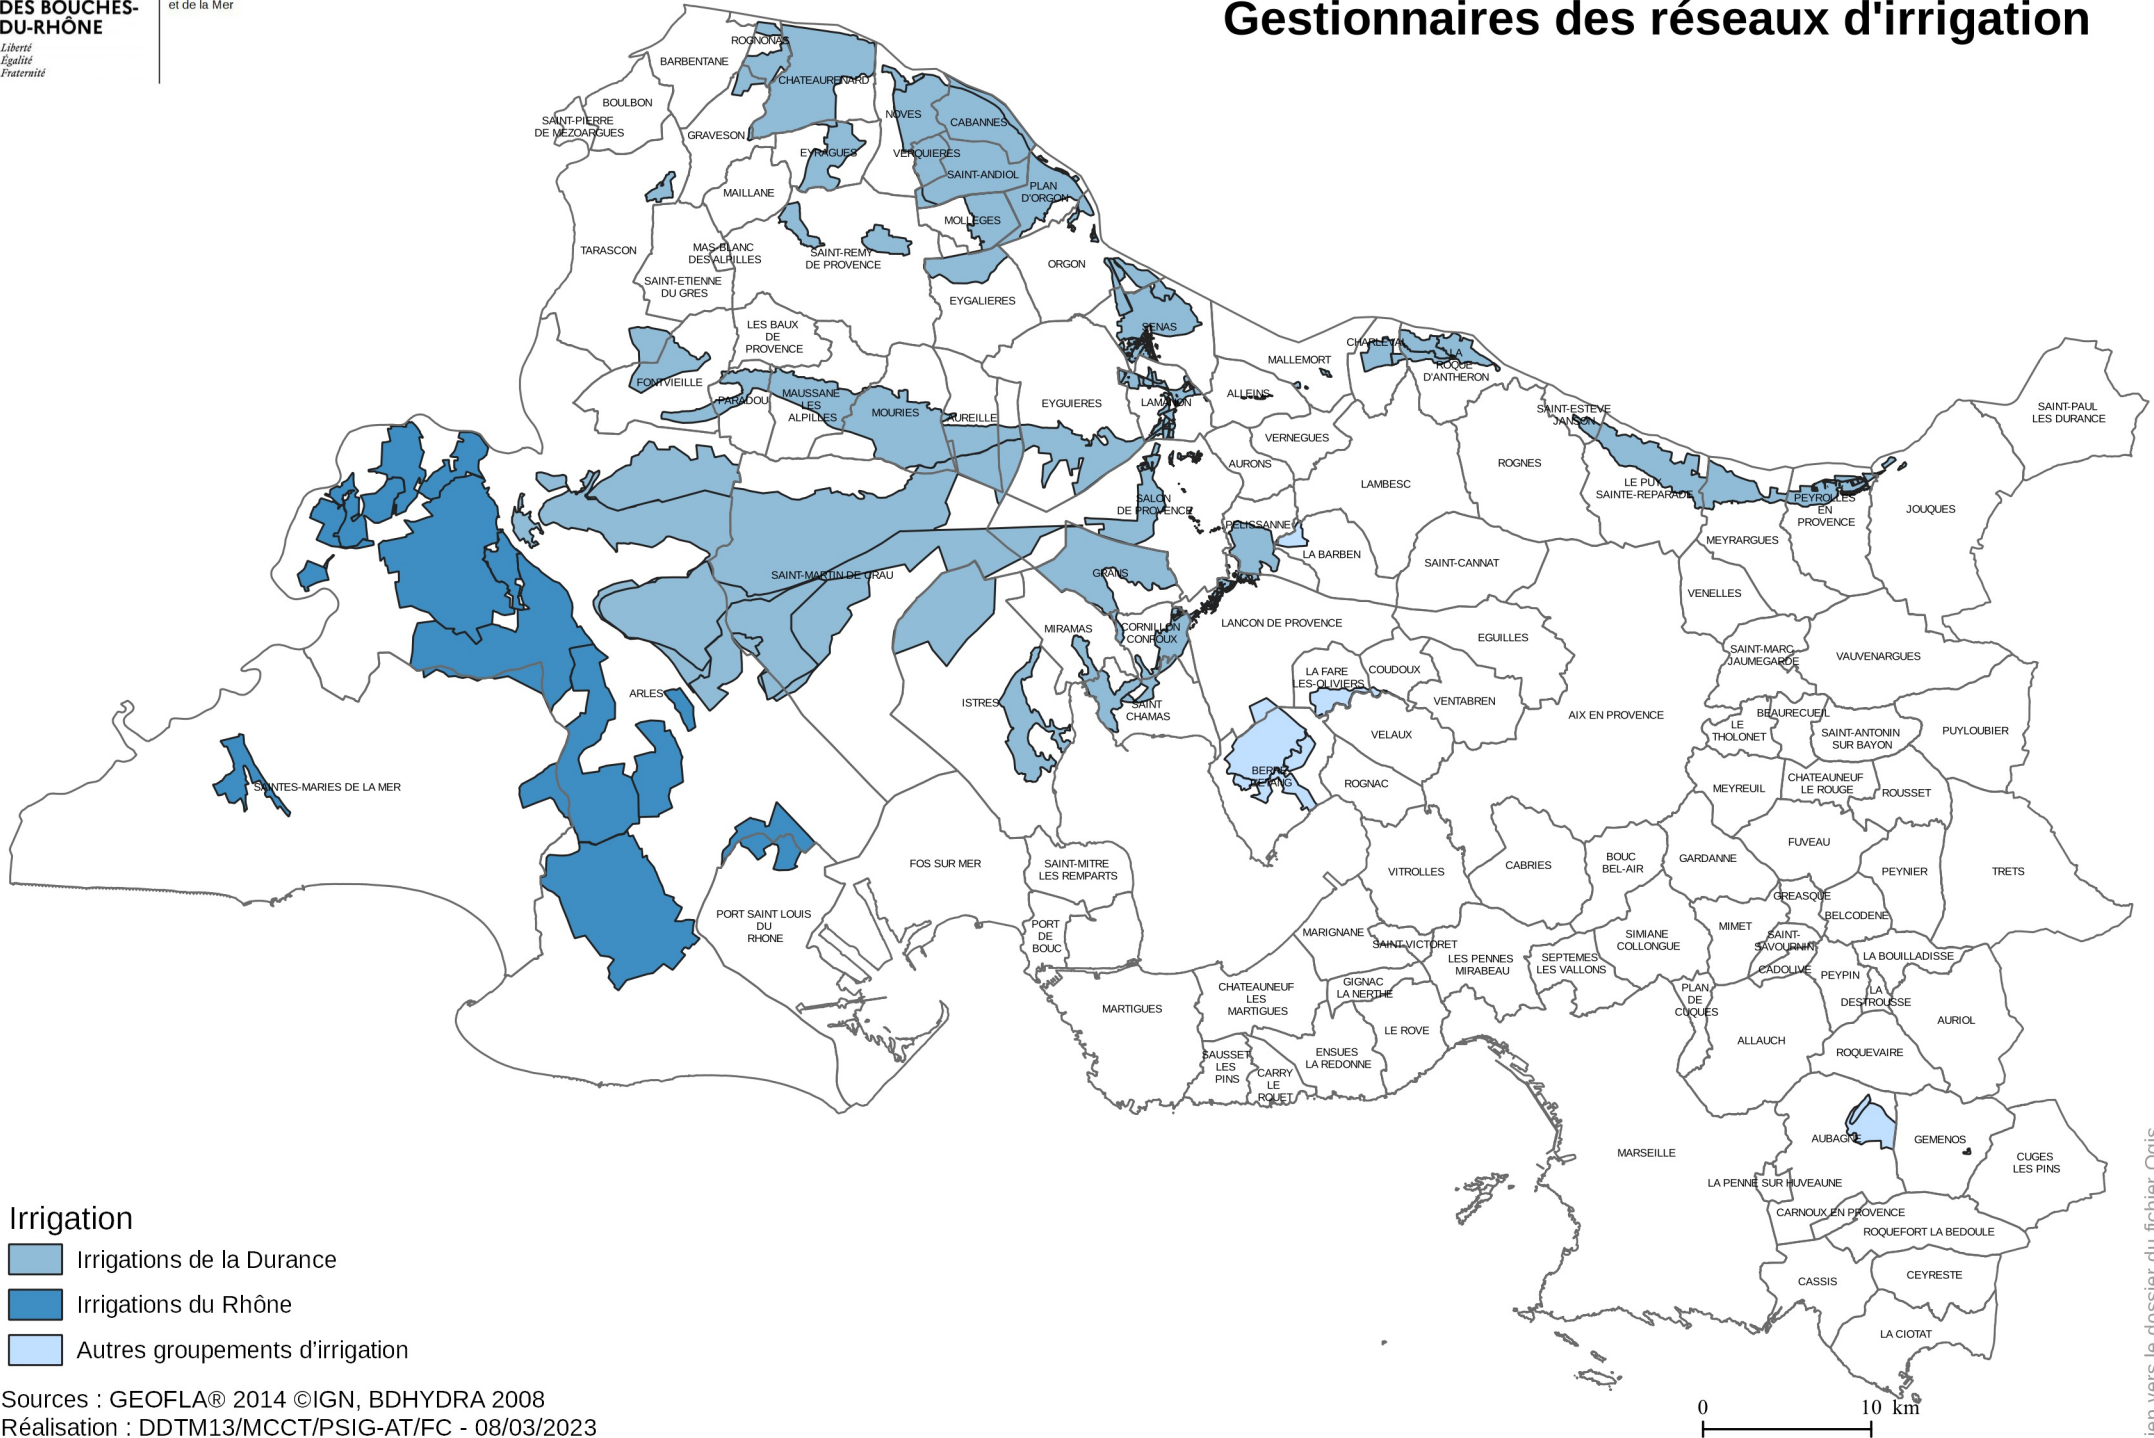 DES BOUCHES-
DU-RHÔNE
Liberté
Égalité
Fraternité
et de la Mer
Gestionnaires des réseaux d'irrigation
ROGNONAS
BARBENTANE
CHATEAURENARD
BOULBON
SAINT-PIERRE
DE MEZOARGUES
GRAVESON
NOVES
CABANNES
EYRAGUES
VERQUIERES
SAINT-ANDIOL
MAILLANE
PLAN
D'ORGON
MOLLEGES
TARASCON
MAS-BLANC
DES ALPILLES
SAINT-REMY
DE PROVENCE
ORGON
SAINT-ETIENNE
DU GRES
EYGALIERES
LES BAUX
DE
PROVENCE
SENAS
CHARLEVAL
MALLEMORT
LA
ROQUE
D'ANTHERON
FONTVIEILLE
PARADOU
MAUSSANE
LES
ALPILLES
MOURIES
AUREILLE
EYGUIERES
LAMANON
ALLEINS
SAINT-ESTEVE
JANSON
SAINT-PAUL
LES DURANCE
VERNEGUES
AURONS
ROGNES
LAMBESC
LE PUY
SAINTE-REPARADE
PEYROLLES
EN
PROVENCE
JOUQUES
SALON
DE PROVENCE
PELISSANNE
MEYRARGUES
LA BARBEN
SAINT-CANNAT
SAINT-MARTIN DE CRAU
GRANS
VENELLES
MIRAMAS
CORNILLON
CONFOUX
LANCON DE PROVENCE
EGUILLES
SAINT-MARC
JAUMEGARDE
VAUVENARGUES
LA FARE
LES-OLIVIERS
COUDOUX
ARLES
ISTRES
SAINT
CHAMAS
VENTABREN
AIX EN PROVENCE
BEAURECUEIL
LE
THOLONET
SAINT-ANTONIN
SUR BAYON
PUYLOUBIER
VELAUX
BERRE
L'ETANG
ROGNAC
SAINTES-MARIES DE LA MER
MEYREUIL
CHATEAUNEUF
LE ROUGE
ROUSSET
FUVEAU
FOS SUR MER
SAINT-MITRE
LES REMPARTS
VITROLLES
CABRIES
BOUC
BEL-AIR
GARDANNE
PEYNIER
TRETS
GREASQUE
PORT SAINT LOUIS
DU
RHONE
PORT
DE
BOUC
MARIGNANE
SAINT-VICTORET
SIMIANE
COLLONGUE
MIMET
BELCODENE
SAINT-
SAVOURNIN
LES PENNES
MIRABEAU
SEPTEMES
LES VALLONS
CADOLIVE
LA BOUILLADISSE
PEYPIN
MARTIGUES
CHATEAUNEUF
LES
MARTIGUES
GIGNAC
LA NERTHE
PLAN
DE
CUQUES
LA
DESTROUSSE
LE ROVE
ALLAUCH
AURIOL
SAUSSET
LES
PINS
CARRY
LE
ROUET
ENSUES
LA REDONNE
ROQUEVAIRE
AUBAGNE
GEMENOS
MARSEILLE
CUGES
LES PINS
LA PENNE SUR HUVEAUNE
CARNOUX EN PROVENCE
ROQUEFORT LA BEDOULE
CASSIS
CEYRESTE
LA CIOTAT
Irrigation
Irrigations de la Durance
Irrigations du Rhône
Autres groupements d'irrigation
Sources : GEOFLA® 2014 ©IGN, BDHYDRA 2008
Réalisation : DDTM13/MCCT/PSIG-AT/FC - 08/03/2023
0 10 km
vers le dossier du fichier Qgis